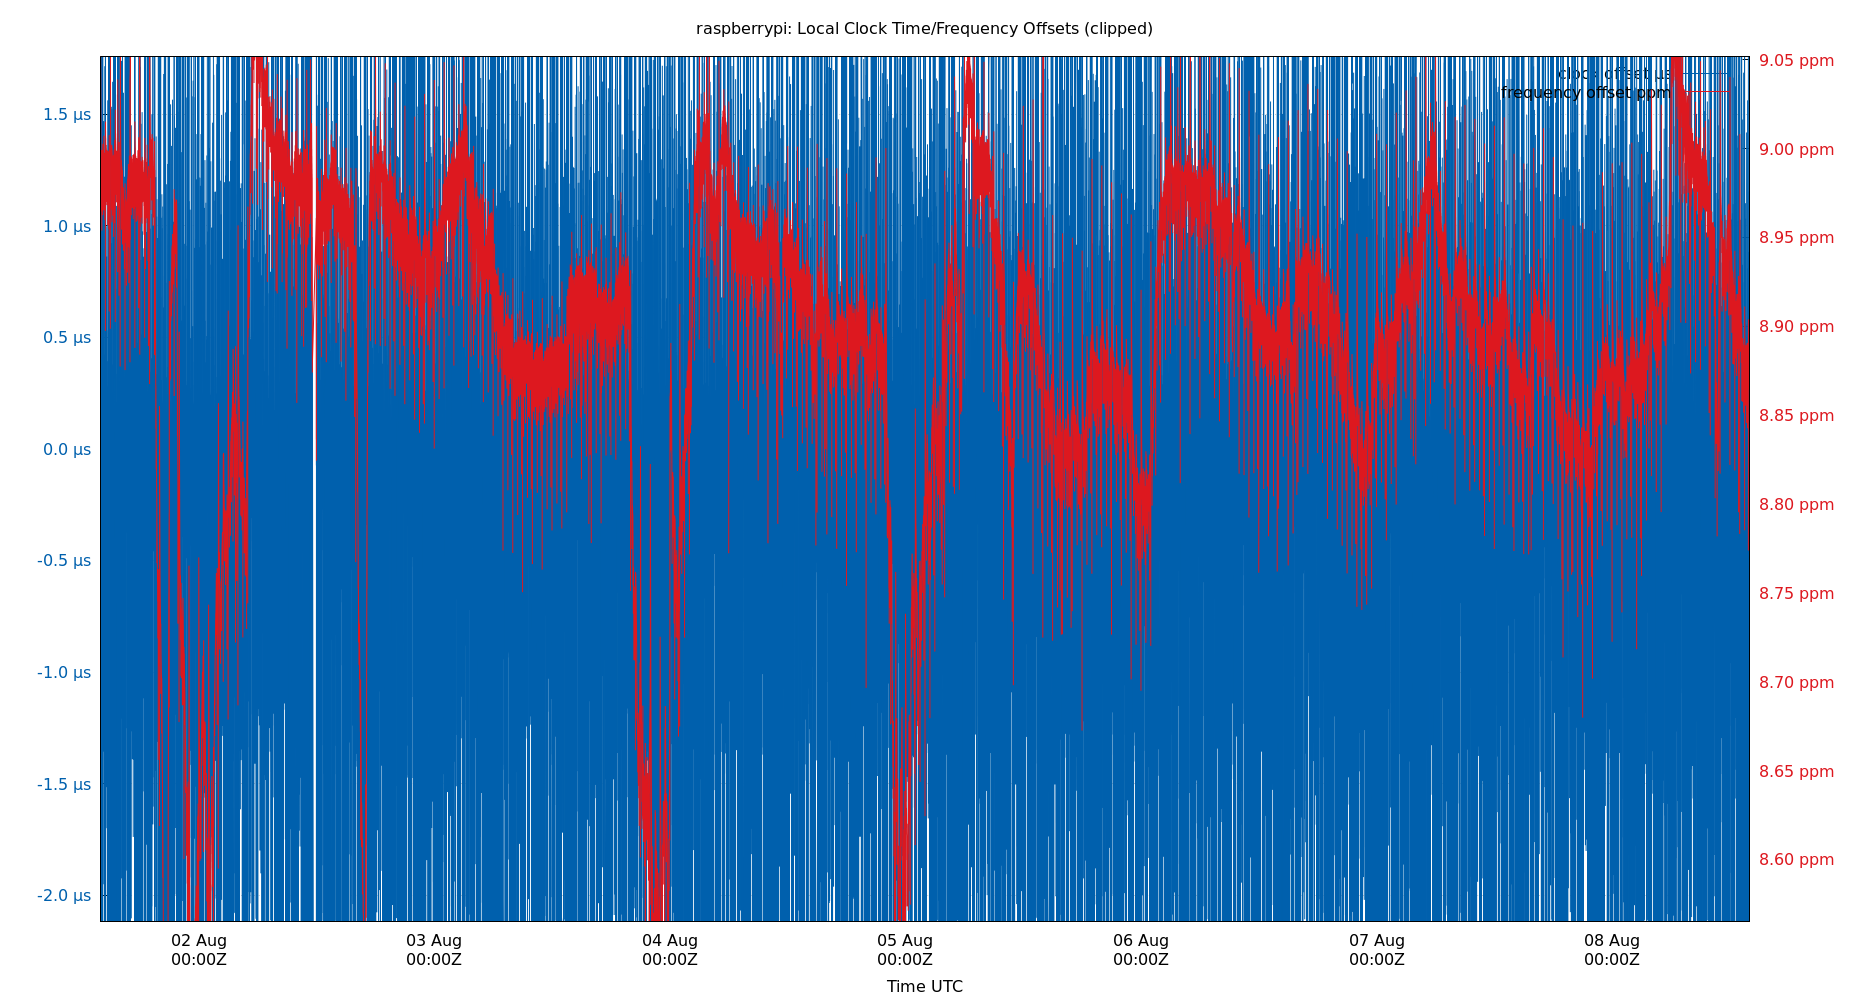 raspberrypi: Local Clock Time/Frequency Offsets (clipped)
clock offset µs
frequency offset ppm
1.5 µs
1.0 µs
0.5 µs
0.0 µs
-0.5 µs
-1.0 µs
-1.5 µs
-2.0 µs
9.05 ppm
9.00 ppm
8.95 ppm
8.90 ppm
8.85 ppm
8.80 ppm
8.75 ppm
8.70 ppm
8.65 ppm
8.60 ppm
02 Aug
00:00Z
03 Aug
00:00Z
04 Aug
00:00Z
05 Aug
00:00Z
06 Aug
00:00Z
07 Aug
00:00Z
08 Aug
00:00Z
Time UTC